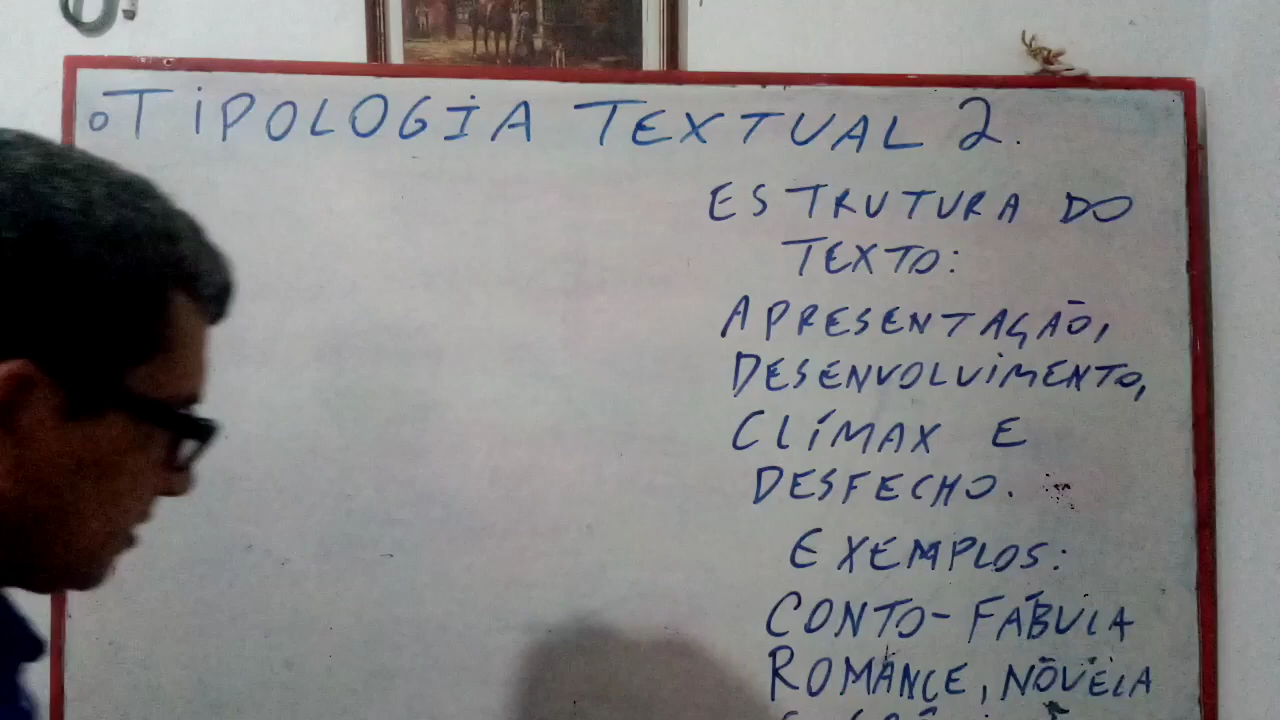 TIPOLOGIA TEXTUAL 2.
ESTRUTURA DO
TEXTO:
APRESENTAÇÃO,
DESENVOLVIMENTO,
CLÍMAX E
DESFECHO.
EXEMPLOS:
CONTO-FÁBULA
ROMANCE, NOVELA